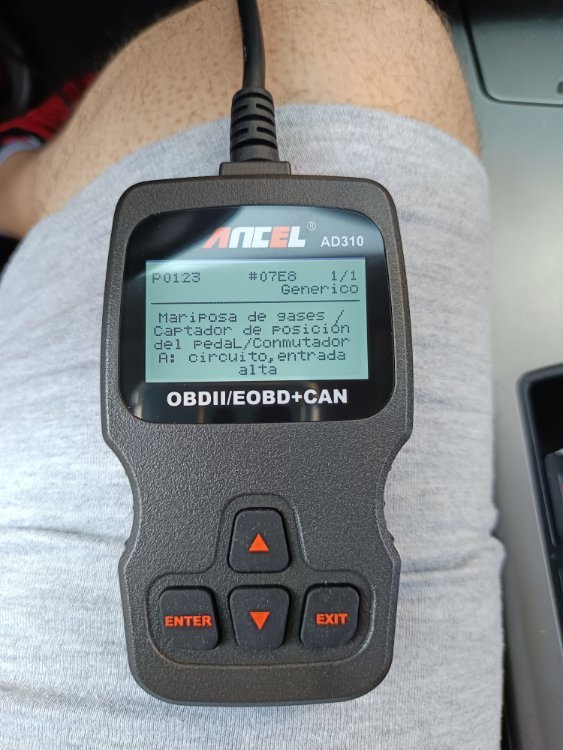 ANCEL® AD310
P0123 #07E8 1/1
Generico
Mariposa de gases /
Captador de posición
del pedaL/Conmutador
A: circuito,entrada
alta
OBDII/EOBD+CAN
ENTER
EXIT